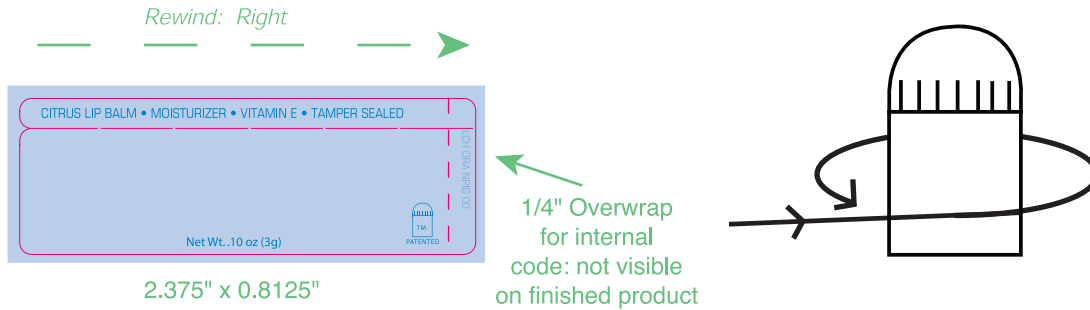 Rewind: Right
CITRUS LIP BALM • MOISTURIZER • VITAMIN E • TAMPER SEALED
LCH ORA NPIG 00
TM
PATENTED
Net Wt..10 oz (3g)
1/4" Overwrap
for internal
code: not visible
on finished product
2.375" x 0.8125"